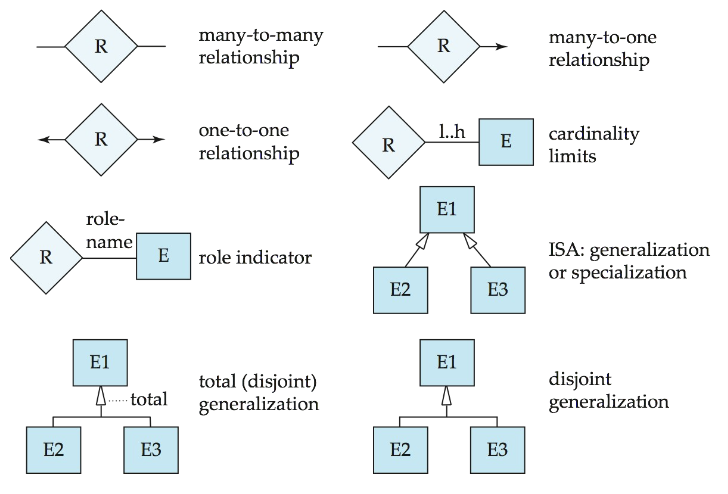 R
many-to-many
relationship
R
many-to-one
relationship
R
one-to-one
relationship
R
l..h
E
cardinality
limits
R
role-
name
E
role indicator
E1
E2
E3
ISA: generalization
or specialization
E1
total
E2
E3
total (disjoint)
generalization
E1
E2
E3
disjoint
generalization